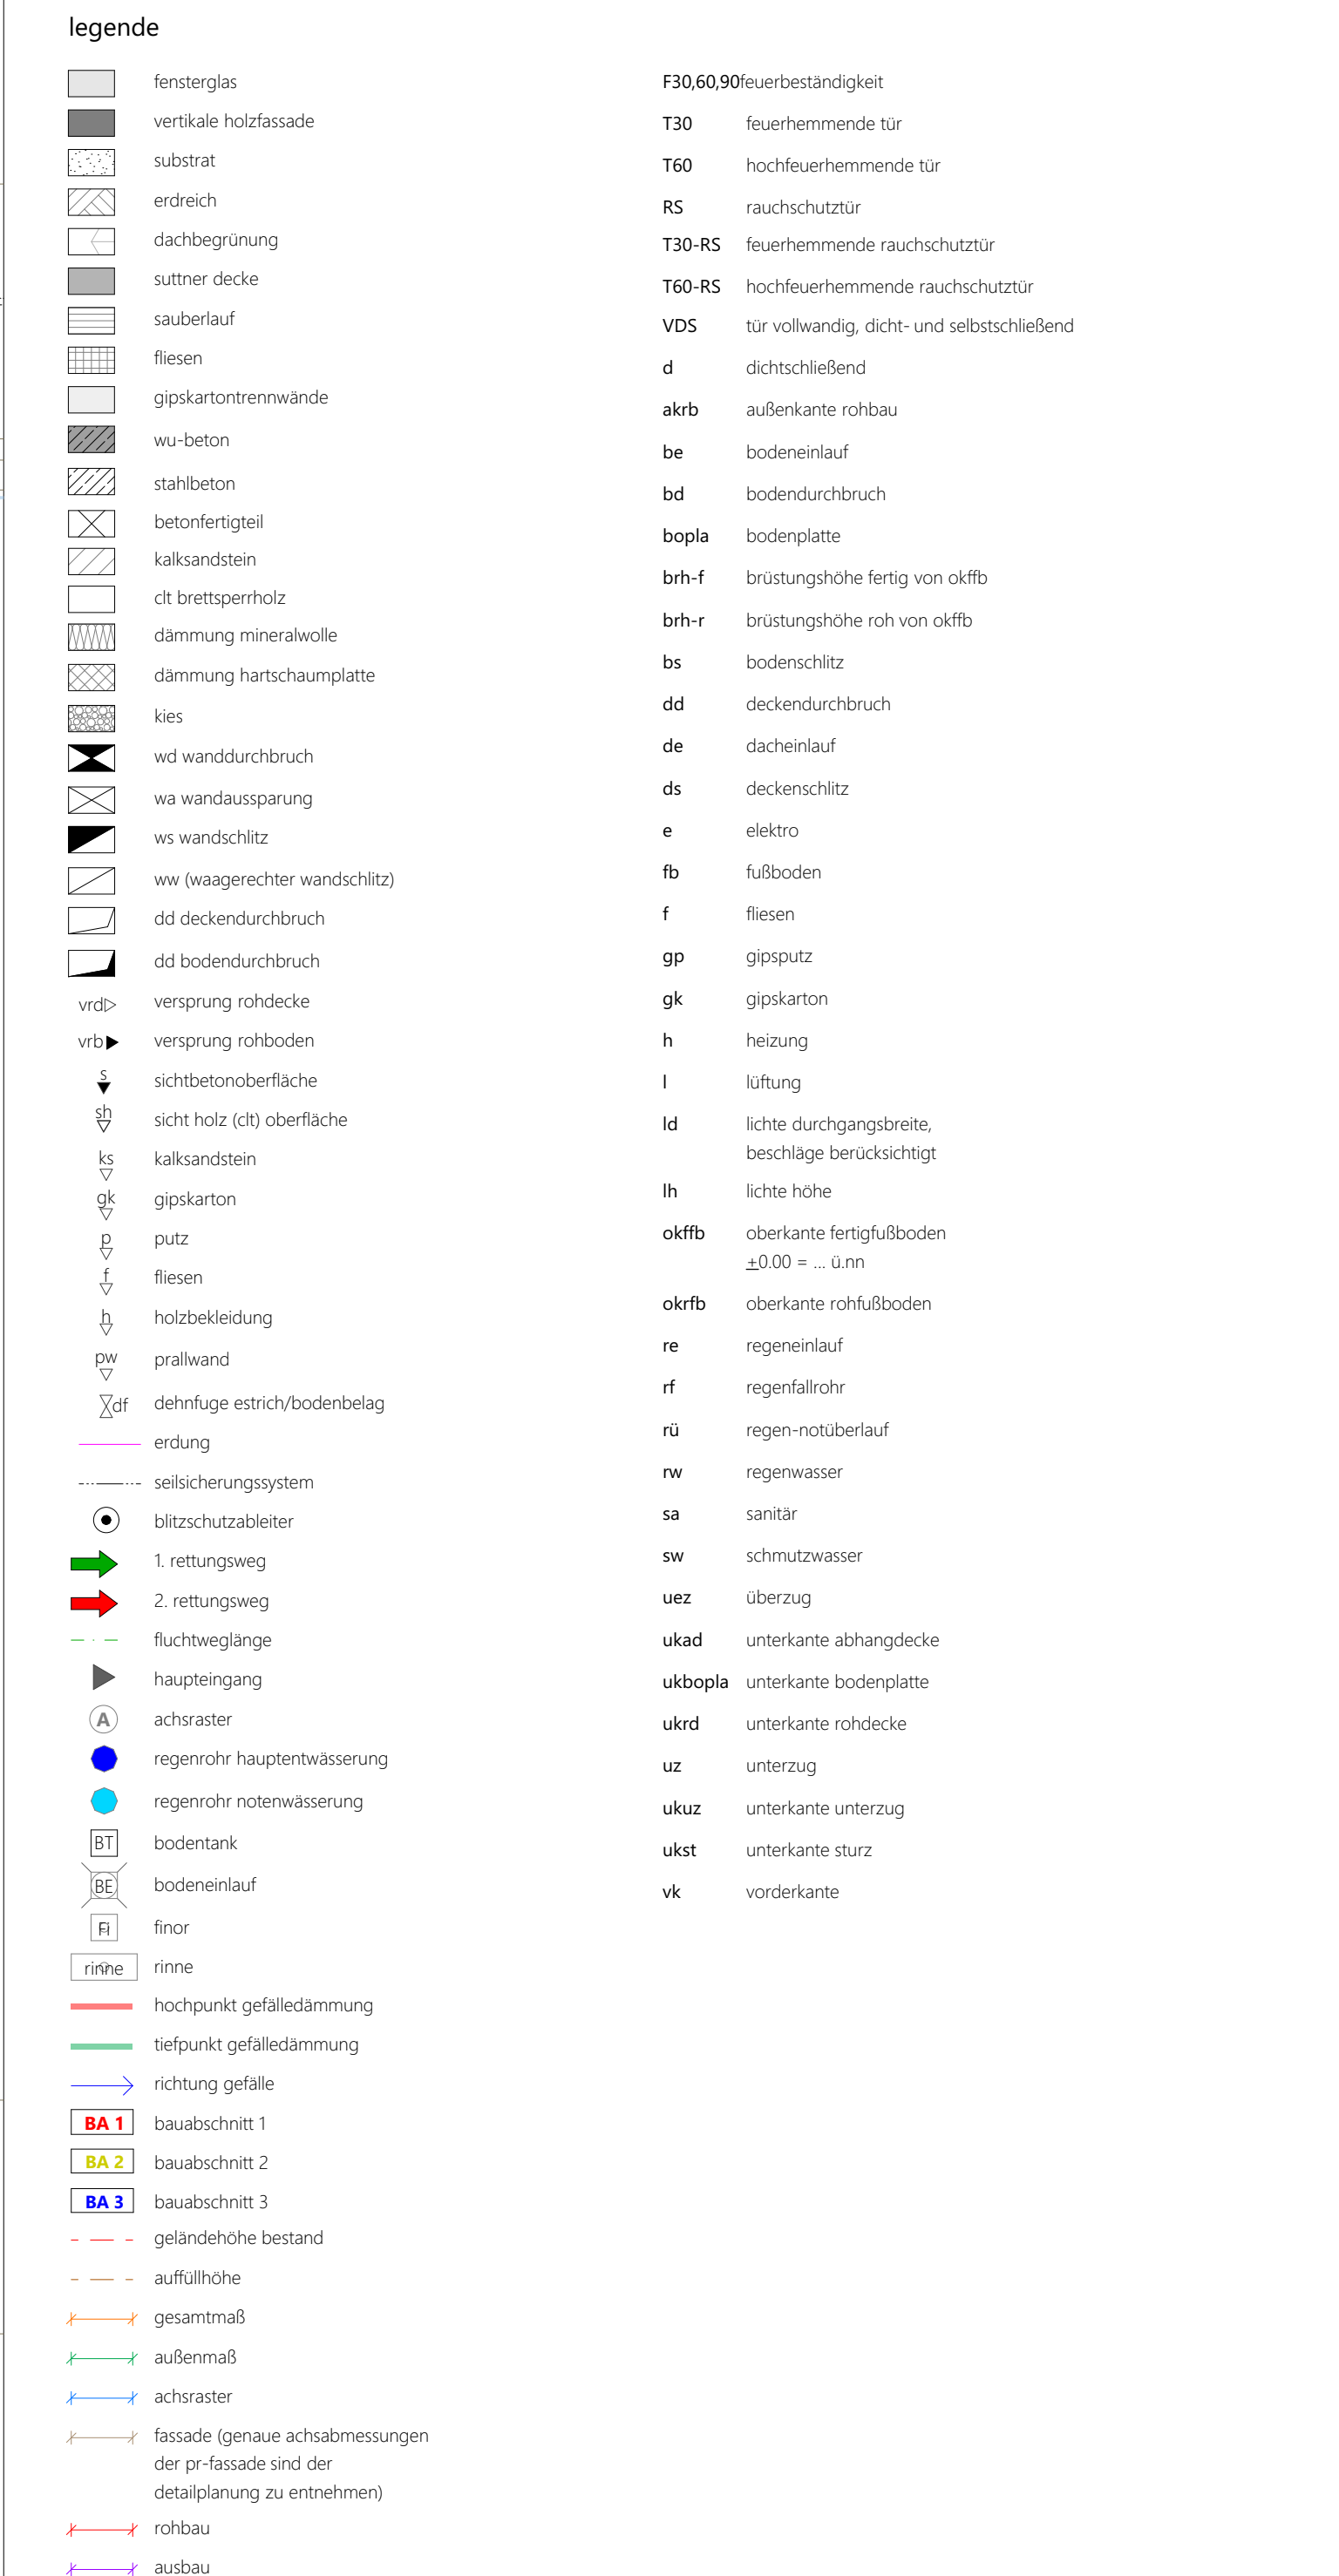 legende
fensterglas
vertikale holzfassade
substrat
erdreich
dachbegrünung
suttner decke
sauberlauf
fliesen
gipskartontrennwände
wu-beton
stahlbeton
betonfertigteil
kalksandstein
clt brettsperrholz
dämmung mineralwolle
dämmung hartschaumplatte
kies
wd wanddurchbruch
wa wandaussparung
ws wandschlitz
ww (waagerechter wandschlitz)
dd deckendurchbruch
dd bodendurchbruch
vrd versprung rohdecke
vrb versprung rohboden
s sichtbetonoberfläche
sh sicht holz (clt) oberfläche
ks kalksandstein
gk gipskarton
p putz
f fliesen
h holzbekleidung
pw prallwand
df dehnfuge estrich/bodenbelag
erdung
seilsicherungssystem
blitzschutzableiter
1. rettungsweg
2. rettungsweg
fluchtweglänge
haupteingang
A achsraster
regenrohr hauptentwässerung
regenrohr notenwässerung
BT bodentank
BE bodeneinlauf
Fi finor
rinne rinne
hochpunkt gefälledämmung
tiefpunkt gefälledämmung
richtung gefälle
BA 1 bauabschnitt 1
BA 2 bauabschnitt 2
BA 3 bauabschnitt 3
geländehöhe bestand
auffüllhöhe
gesamtmaß
außenmaß
achsraster
fassade (genaue achsabmessungen
der pr-fassade sind der
detailplanung zu entnehmen)
rohbau
ausbau
F30,60,90feuerbeständigkeit
T30 feuerhemmende tür
T60 hochfeuerhemmende tür
RS rauchschutztür
T30-RS feuerhemmende rauchschutztür
T60-RS hochfeuerhemmende rauchschutztür
VDS tür vollwandig, dicht- und selbstschließend
d dichtschließend
akrb außenkante rohbau
be bodeneinlauf
bd bodendurchbruch
bopla bodenplatte
brh-f brüstungshöhe fertig von okffb
brh-r brüstungshöhe roh von okffb
bs bodenschlitz
dd deckendurchbruch
de dacheinlauf
ds deckenschlitz
e elektro
fb fußboden
f fliesen
gp gipsputz
gk gipskarton
h heizung
l lüftung
ld lichte durchgangsbreite,
beschläge berücksichtigt
lh lichte höhe
okffb oberkante fertigfußboden
±0.00 = ... ü.nn
okrfb oberkante rohfußboden
re regeneinlauf
rf regenfallrohr
rü regen-notüberlauf
rw regenwasser
sa sanitär
sw schmutzwasser
uez überzug
ukad unterkante abhangdecke
ukbopla unterkante bodenplatte
ukrd unterkante rohdecke
uz unterzug
ukuz unterkante unterzug
ukst unterkante sturz
vk vorderkante